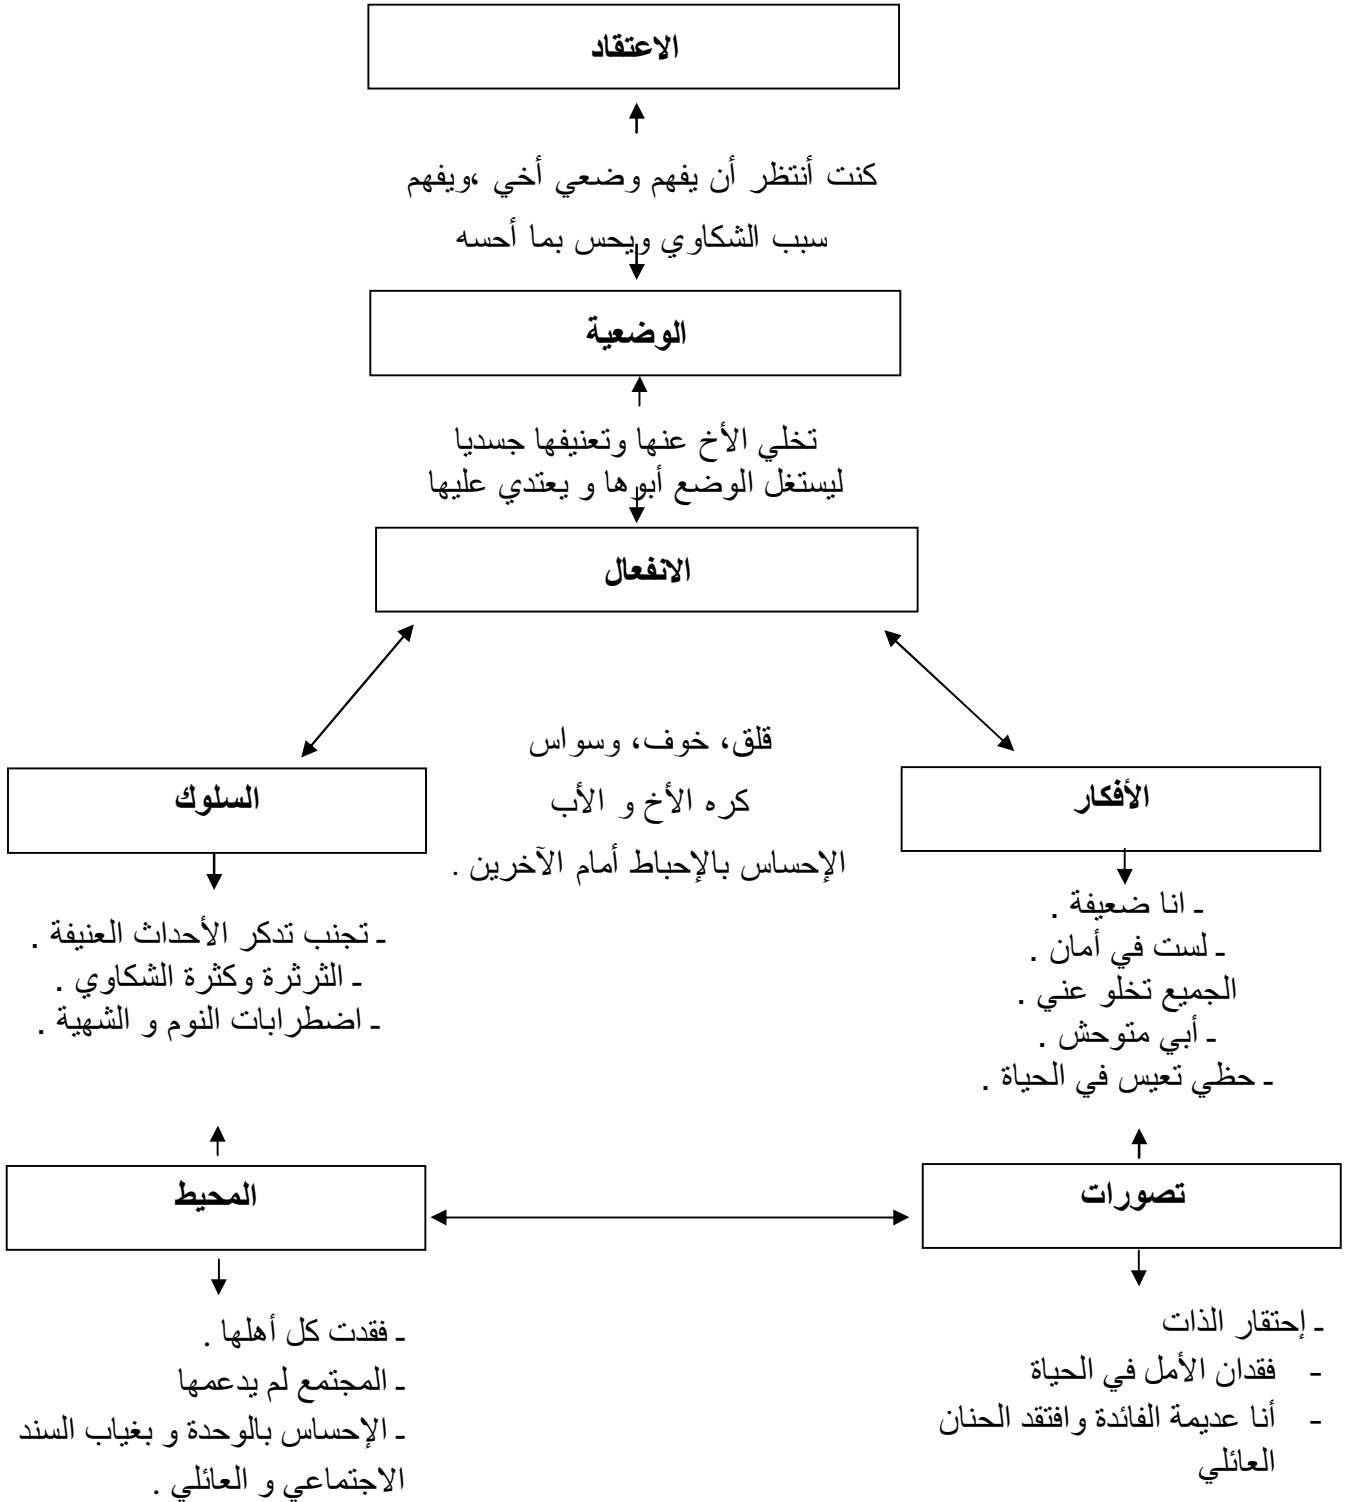 الاعتقاد
كنت أنتظر أن يفهم وضعي أخي ،ويفهم
سبب الشكاوي ويحس بما أحسه
الوضعية
تخلي الأخ عنها وتعنيفها جسديا
ليستغل الوضع أبوها و يعتدي عليها
الانفعال
قلق، خوف، وسواس
كره الأخ و الأب
الإحساس بالإحباط أمام الآخرين .
الأفكار
ـ انا ضعيفة .
ـ لست في أمان .
الجميع تخلو عني .
ـ أبي متوحش .
ـ حظي تعيس في الحياة .
السلوك
ـ تجنب تدكر الأحداث العنيفة .
ـ الثرثرة وكثرة الشكاوي .
ـ اضطرابات النوم و الشهية .
تصورات
ـ إحتقار الذات
- فقدان الأمل في الحياة
- أنا عديمة الفائدة وافتقد الحنان
العائلي
المحيط
ـ فقدت كل أهلها .
ـ المجتمع لم يدعمها
ـ الإحساس بالوحدة و بغياب السند
الاجتماعي و العائلي .